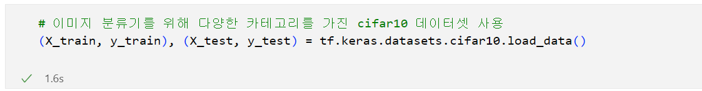 # 이미지 분류기를 위해 다양한 카테고리를 가진 cifar10 데이터셋 사용
(X_train, y_train), (X_test, y_test) = tf.keras.datasets.cifar10.load_data()
✓ 1.6s